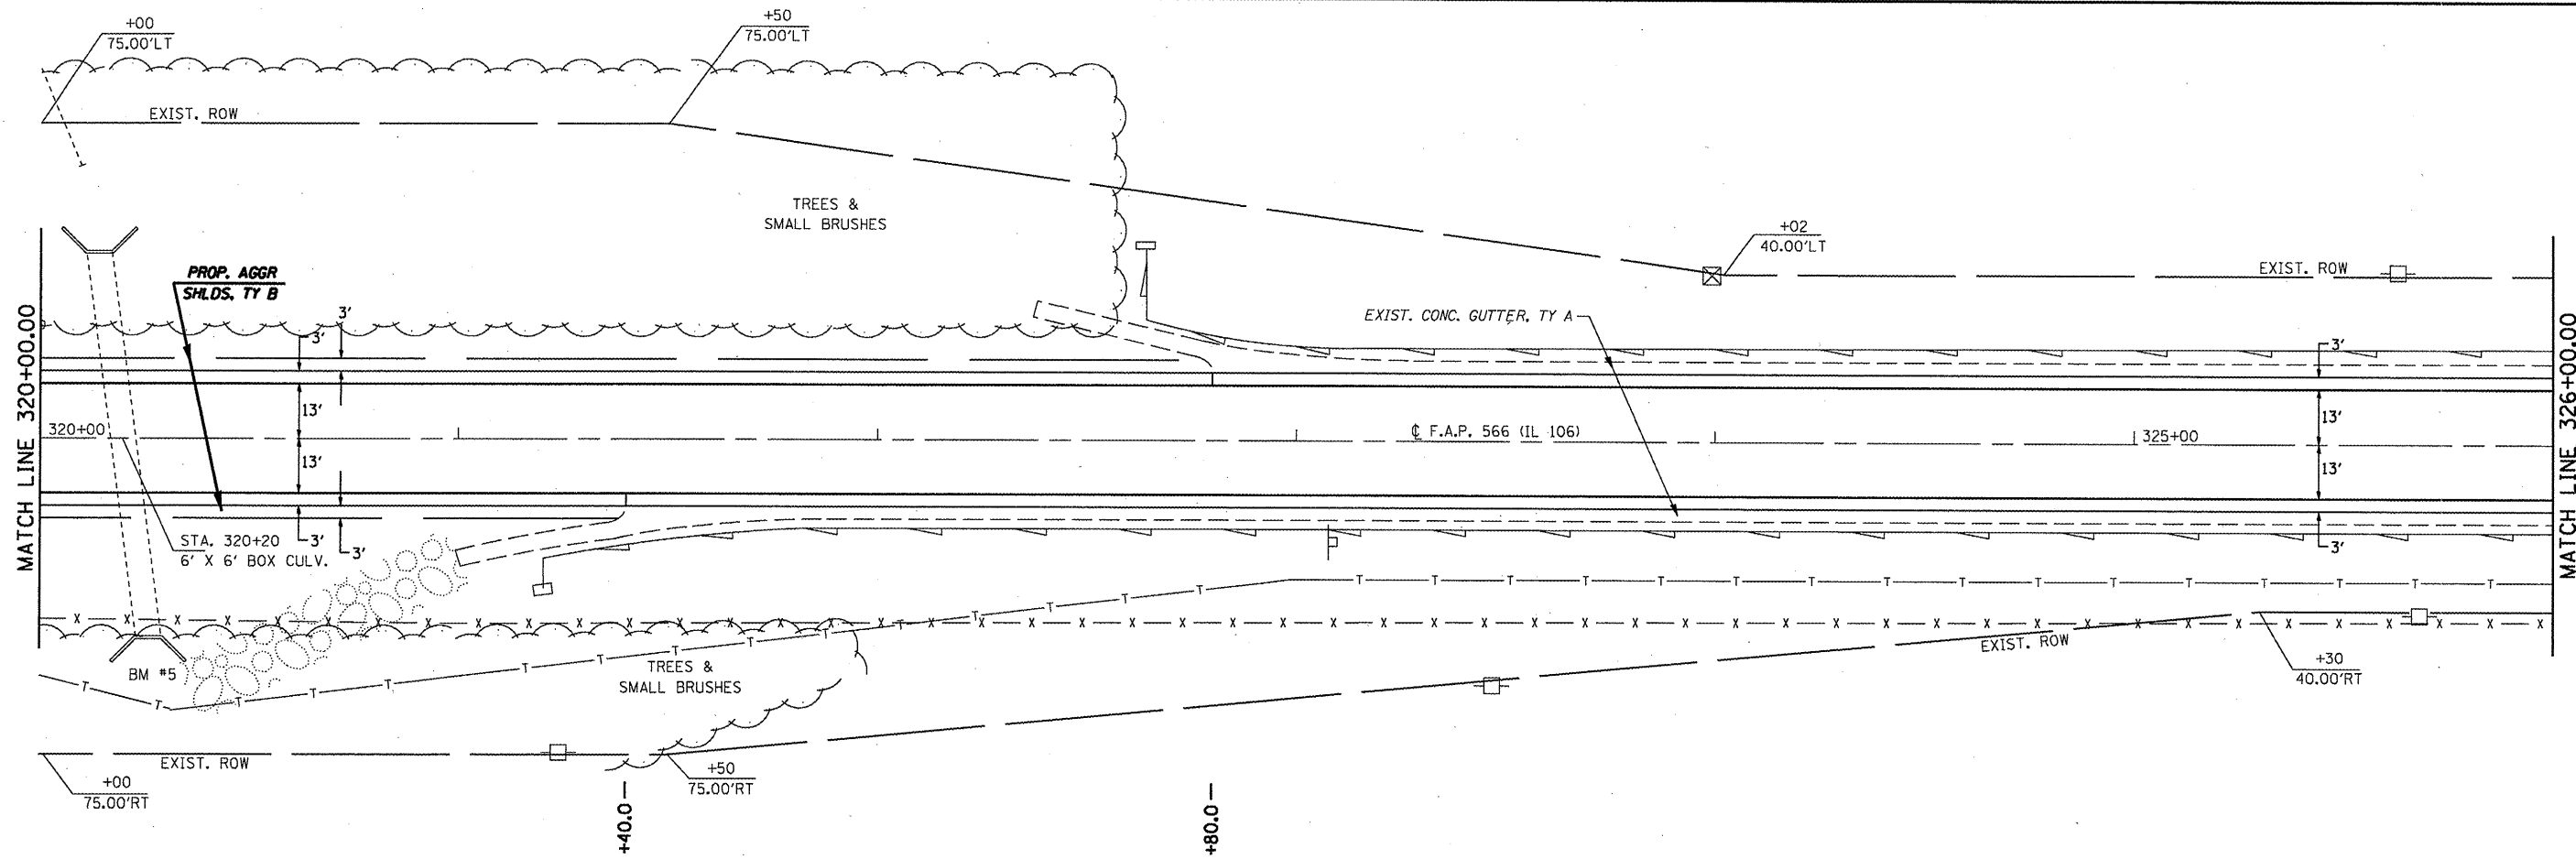 +00
75.00'LT
+50
75.00'LT
EXIST. ROW
TREES &
SMALL BRUSHES
+02
40.00'LT
EXIST. ROW
PROP. AGGR
SHLDS. TY B
MATCH LINE 320+00.00
3'
3'
EXIST. CONC. GUTTER, TY A
3'
MATCH LINE 326+00.00
13'
13'
320+00
℄ F.A.P. 566 (IL 106)
325+00
13'
13'
STA. 320+20
6' X 6' BOX CULV.
3'
3'
3'
X X X X X X X X X X X X X X X X X X X X X X X X X X X X X X X X X X X X X X X X X X X X X X X X X X
T T T T T T T T T T T T T T T T T T T T T T T T T T T T
BM #5
TREES &
SMALL BRUSHES
EXIST. ROW
+30
40.00'RT
EXIST. ROW
+00
75.00'RT
+50
75.00'RT
+40.0
+80.0